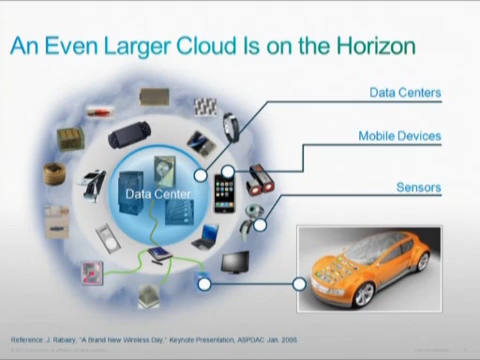 An Even Larger Cloud Is on the Horizon
Data Centers
Mobile Devices
Sensors
Data Center
Reference: J. Rabaey, "A Brand New Wireless Day," Keynote Presentation, ASPDAC Jan. 2008